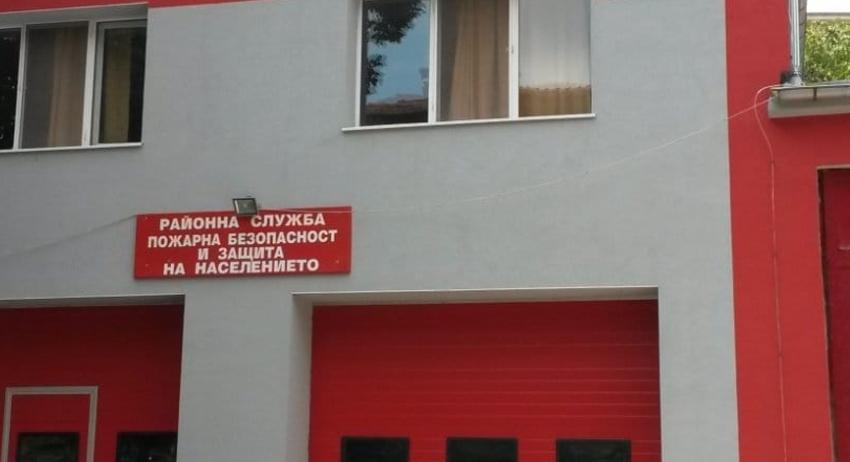 РАЙОННА СЛУЖБА
ПОЖАРНА БЕЗОПАСНОСТ
И ЗАЩИТА
НА НАСЕЛЕНИЕТО